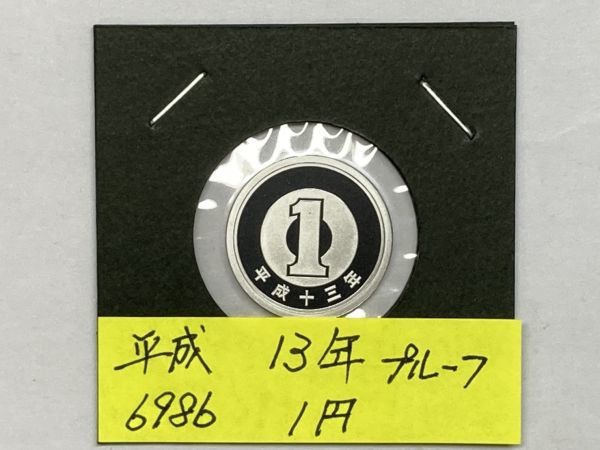 1
平成十三年
平成 13年 プルーフ
6986 1円